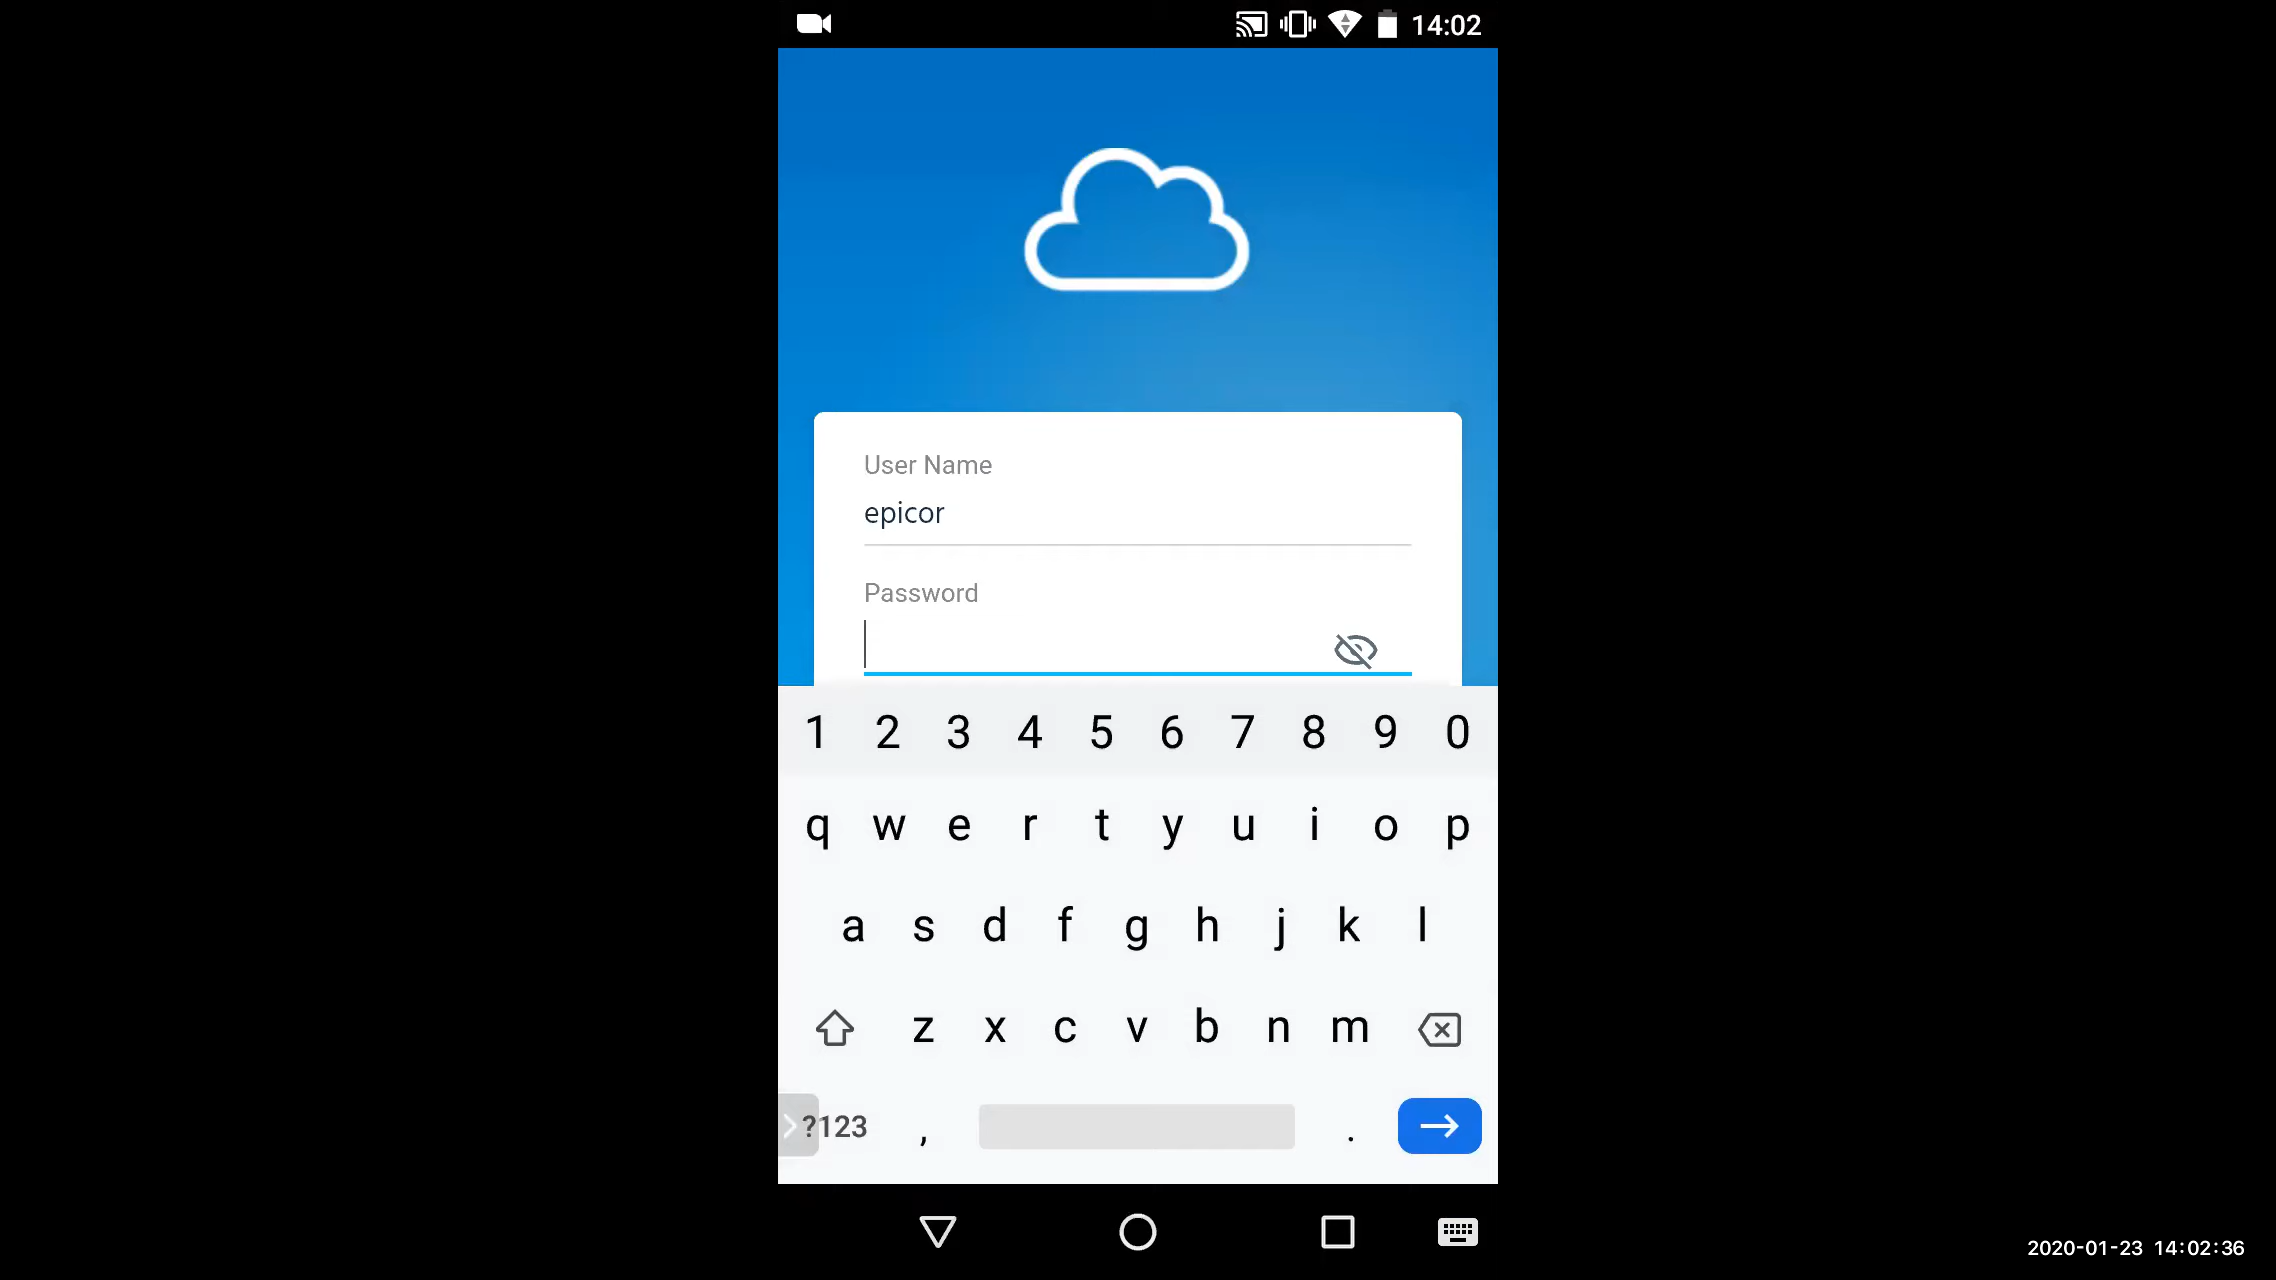 14:02
User Name
epicor
Password
1 2 3 4 5 6 7 8 9 0
q w e r t y u i o p
a s d f g h j k l
z x c v b n m
?123 , .
2020-01-23 14:02:36